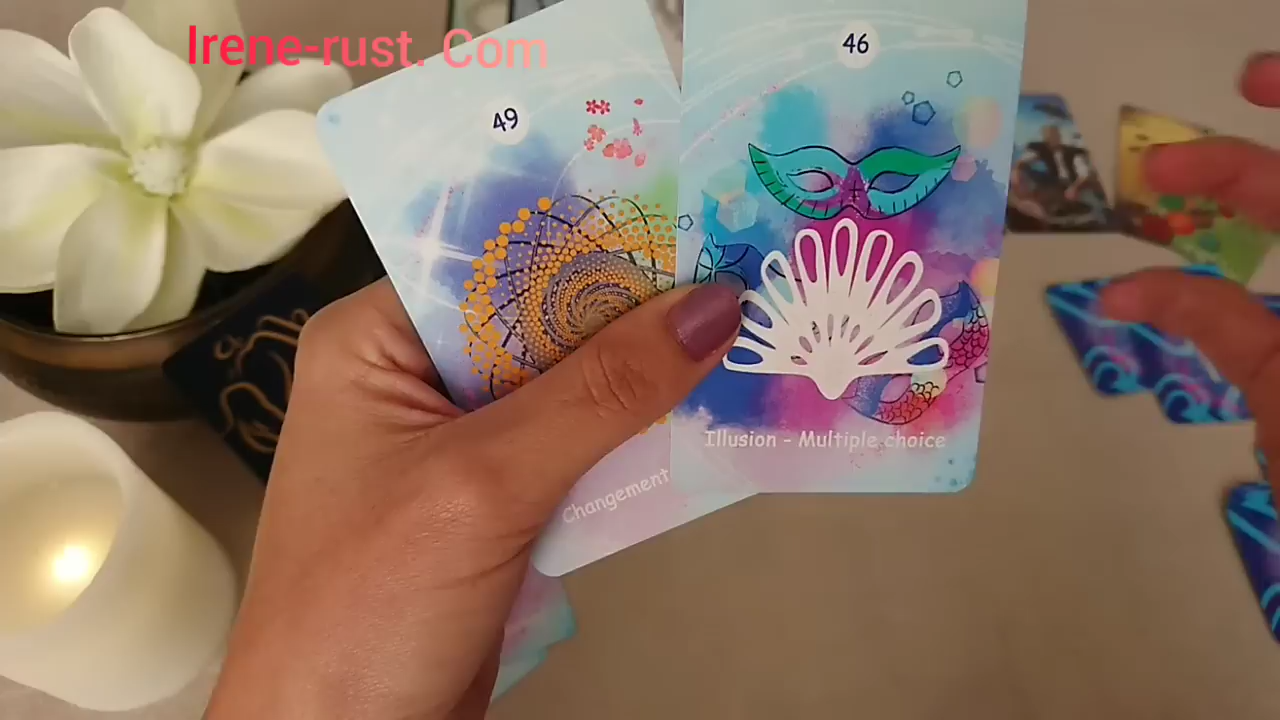 Irene-rust. Com
49
46
Illusion - Multiple choice
Changement